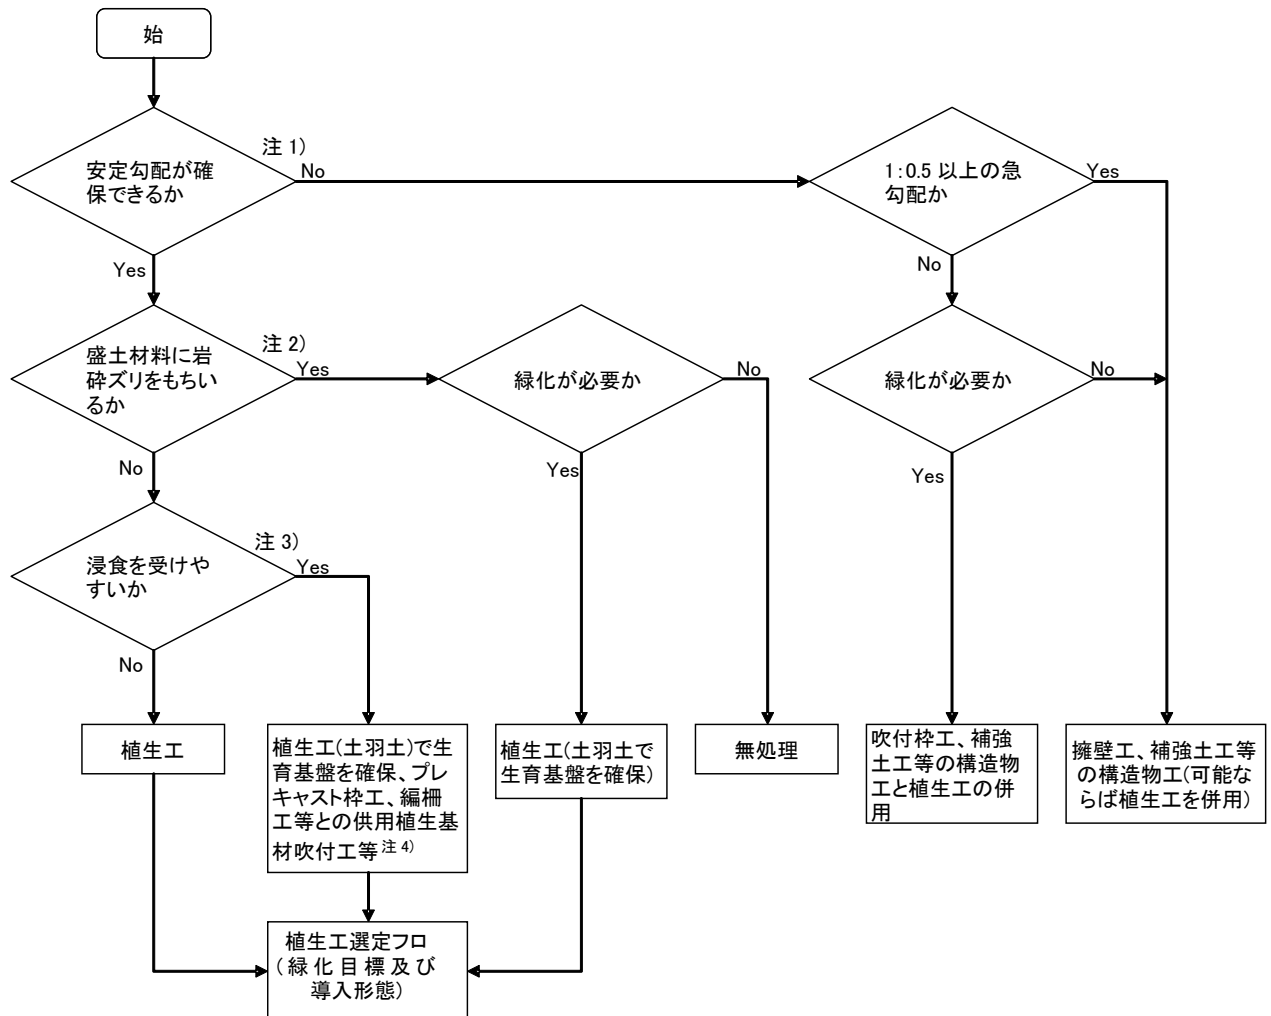 始
注 1)
安定勾配が確
保できるか
No
1:0.5 以上の急
勾配か
Yes
Yes
No
注 2)
盛土材料に岩
砕ズリをもちい
るか
Yes
緑化が必要か
No
緑化が必要か
No
No
Yes
Yes
注 3)
浸食を受けや
すいか
Yes
No
植生工
植生工(土羽土)で生
育基盤を確保、プレ
キャスト枠工、編柵
工等との供用植生基
材吹付工等注 4)
植生工(土羽土で
生育基盤を確保)
無処理
吹付枠工、補強
土工等の構造物
工と植生工の併
用
擁壁工、補強土工等
の構造物工(可能な
らば植生工を併用)
植生工選定フロ
(緑化目標及び
導入形態)